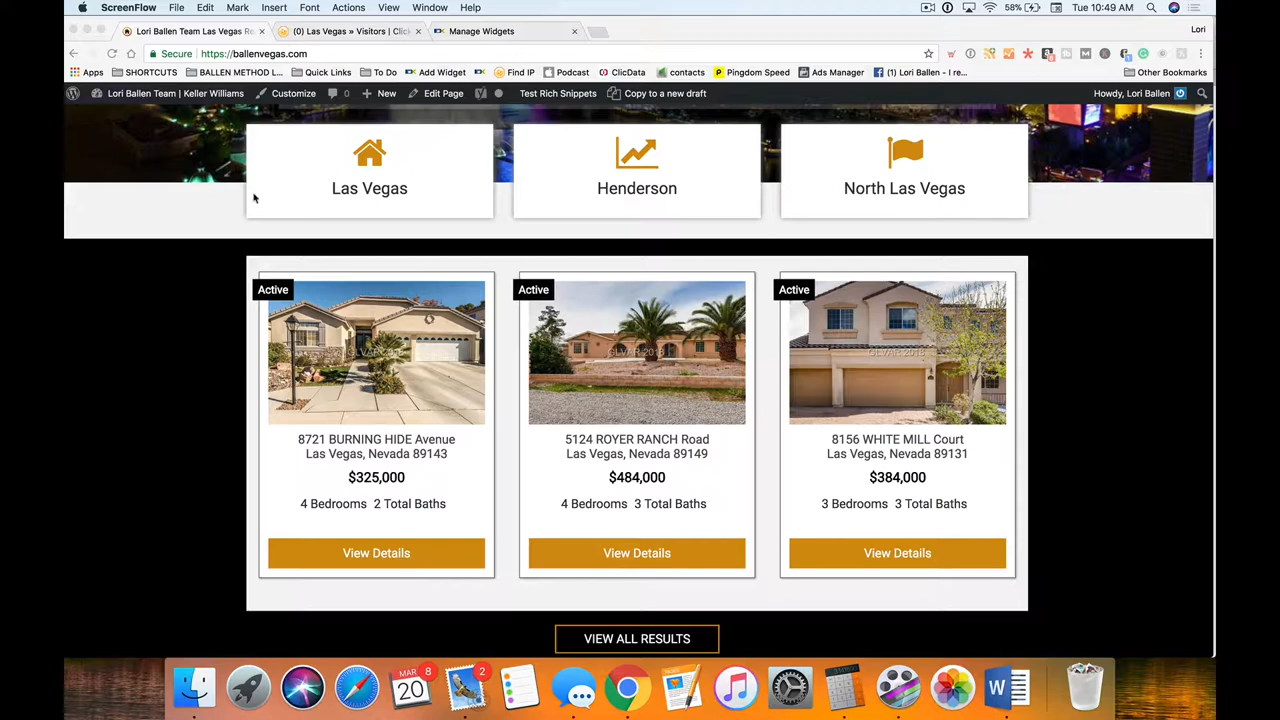 ScreenFlow File Edit Mark Insert Font Actions View Window Help 58% Tue 10:49 AM
Lori Ballen Team Las Vegas Re (0) Las Vegas » Visitors | Click Manage Widgets Lori
Secure https://ballenvegas.com
Apps SHORTCUTS BALLEN METHOD L... Quick Links To Do Add Widget Find IP Podcast ClicData contacts Pingdom Speed Ads Manager (1) Lori Ballen - I re... Other Bookmarks
Lori Ballen Team | Keller Williams Customize 0 New Edit Page Test Rich Snippets Copy to a new draft Howdy, Lori Ballen
Las Vegas Henderson North Las Vegas
Active Active Active
8721 BURNING HIDE Avenue 5124 ROYER RANCH Road 8156 WHITE MILL Court
Las Vegas, Nevada 89143 Las Vegas, Nevada 89149 Las Vegas, Nevada 89131
$325,000 $484,000 $384,000
4 Bedrooms 2 Total Baths 4 Bedrooms 3 Total Baths 3 Bedrooms 3 Total Baths
View Details View Details View Details
VIEW ALL RESULTS
MAR 8 2
20